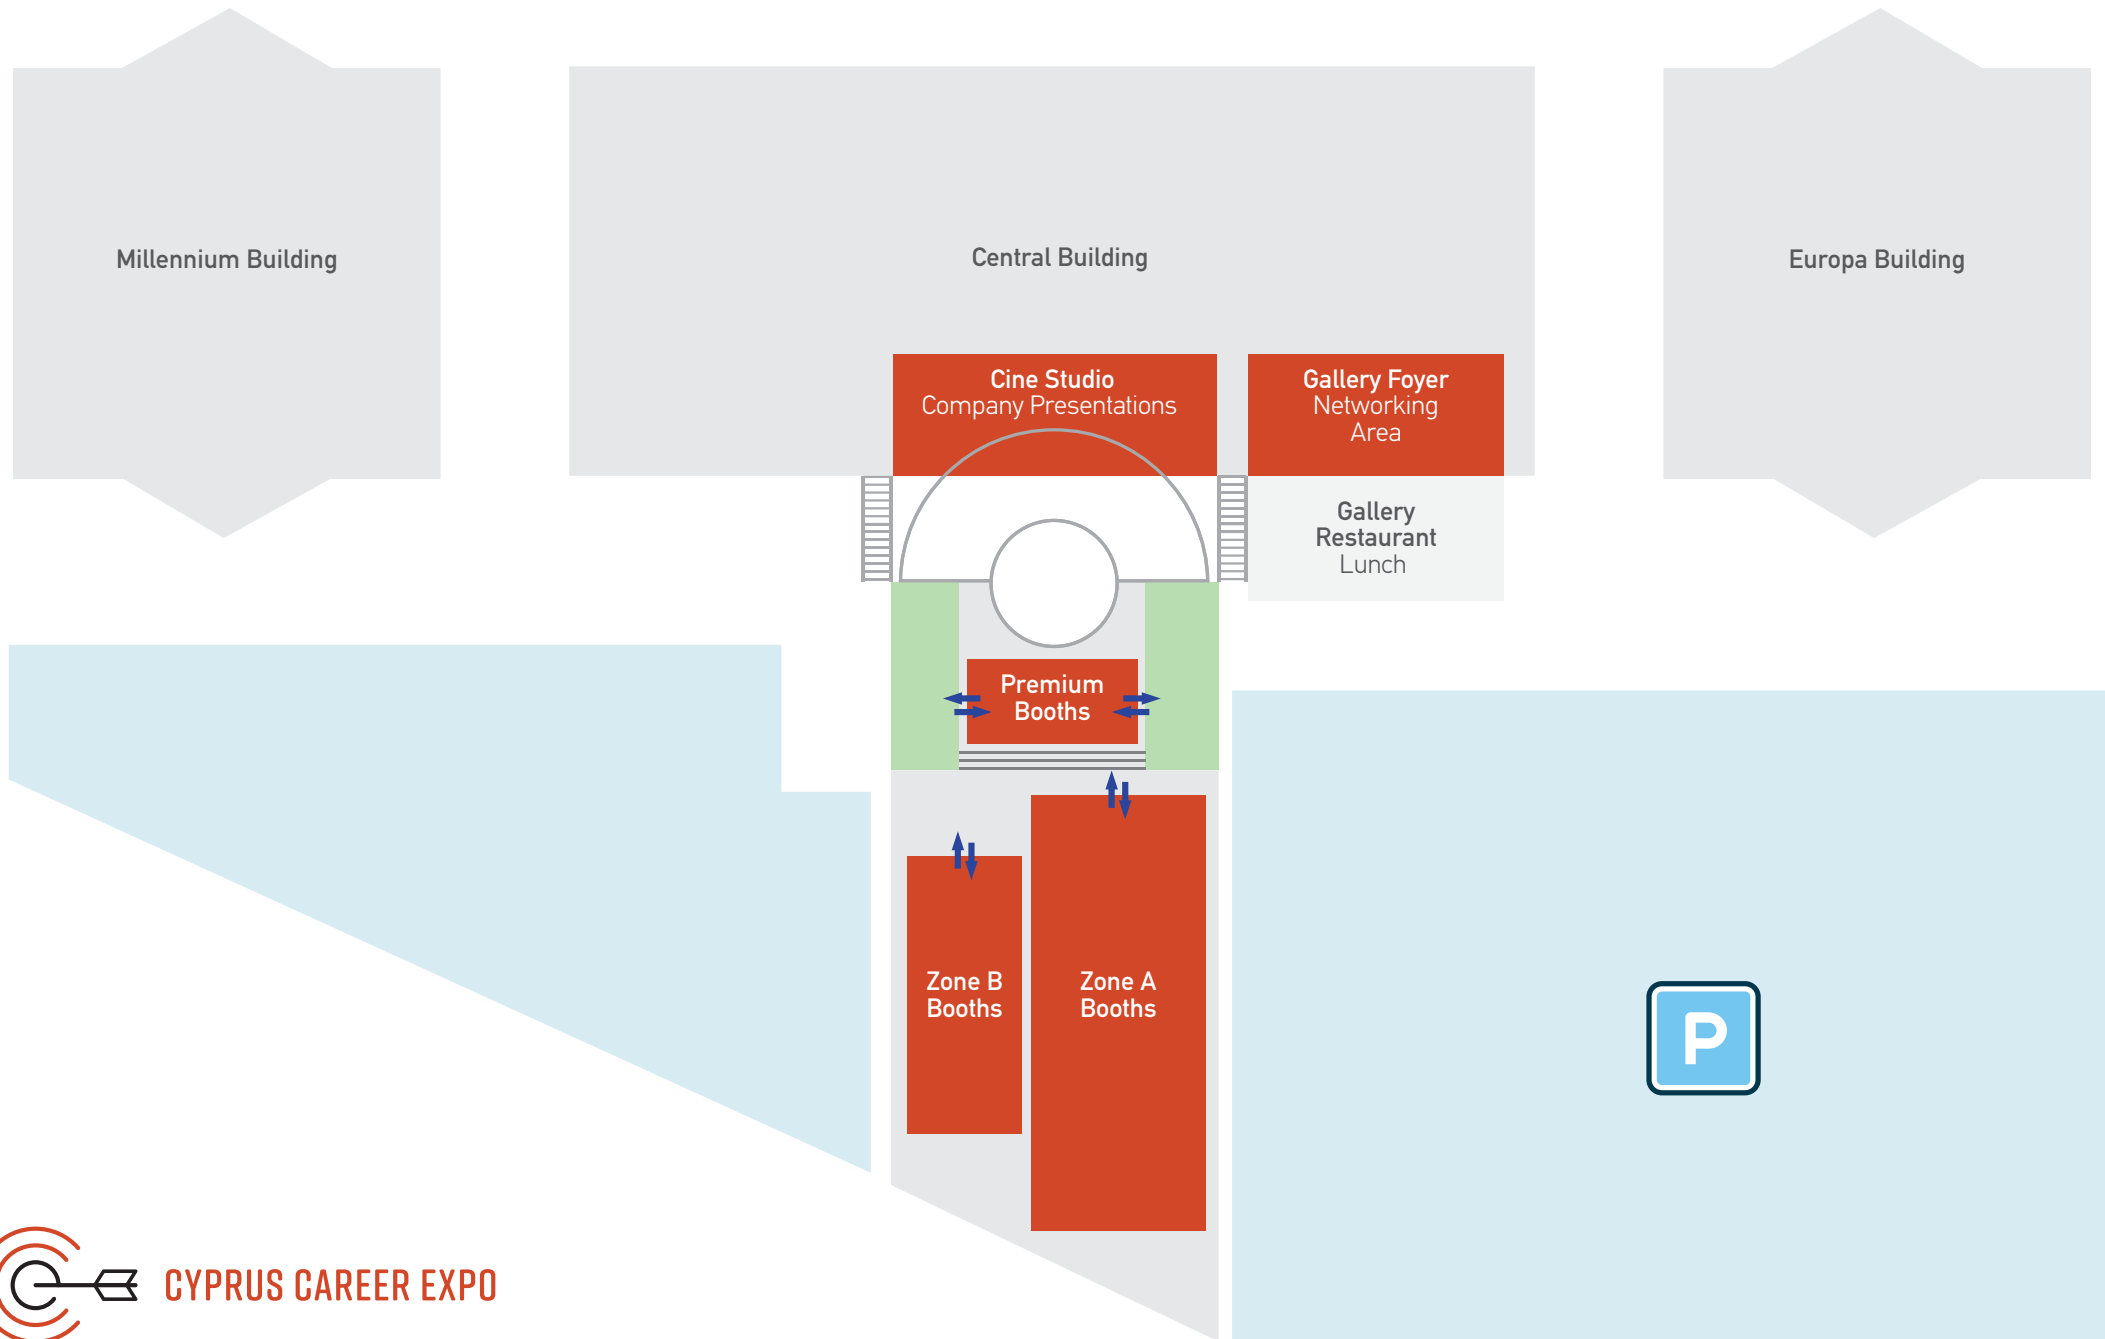 Millennium Building
Central Building
Europa Building
Cine Studio
Company Presentations
Gallery Foyer
Networking
Area
Gallery
Restaurant
Lunch
Premium
Booths
Zone B
Booths
Zone A
Booths
P
CYPRUS CAREER EXPO